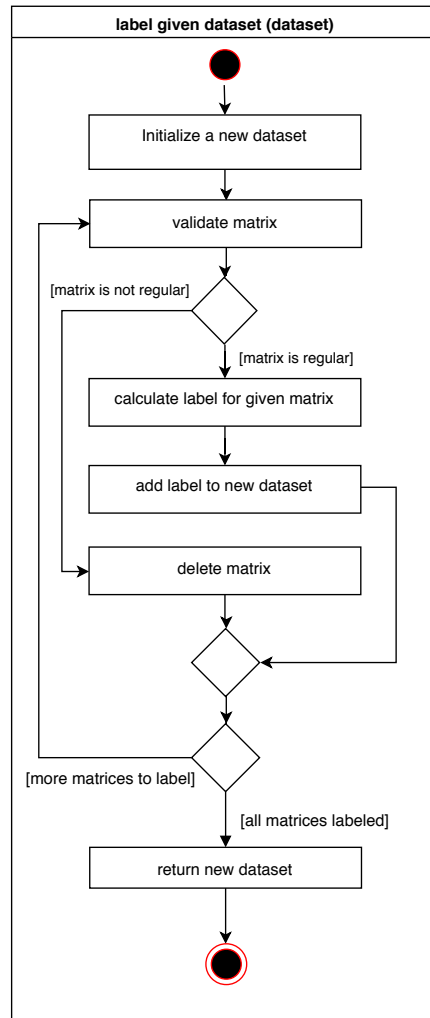 label given dataset (dataset)
Initialize a new dataset
validate matrix
[matrix is not regular]
[matrix is regular]
calculate label for given matrix
add label to new dataset
delete matrix
[more matrices to label]
[all matrices labeled]
return new dataset